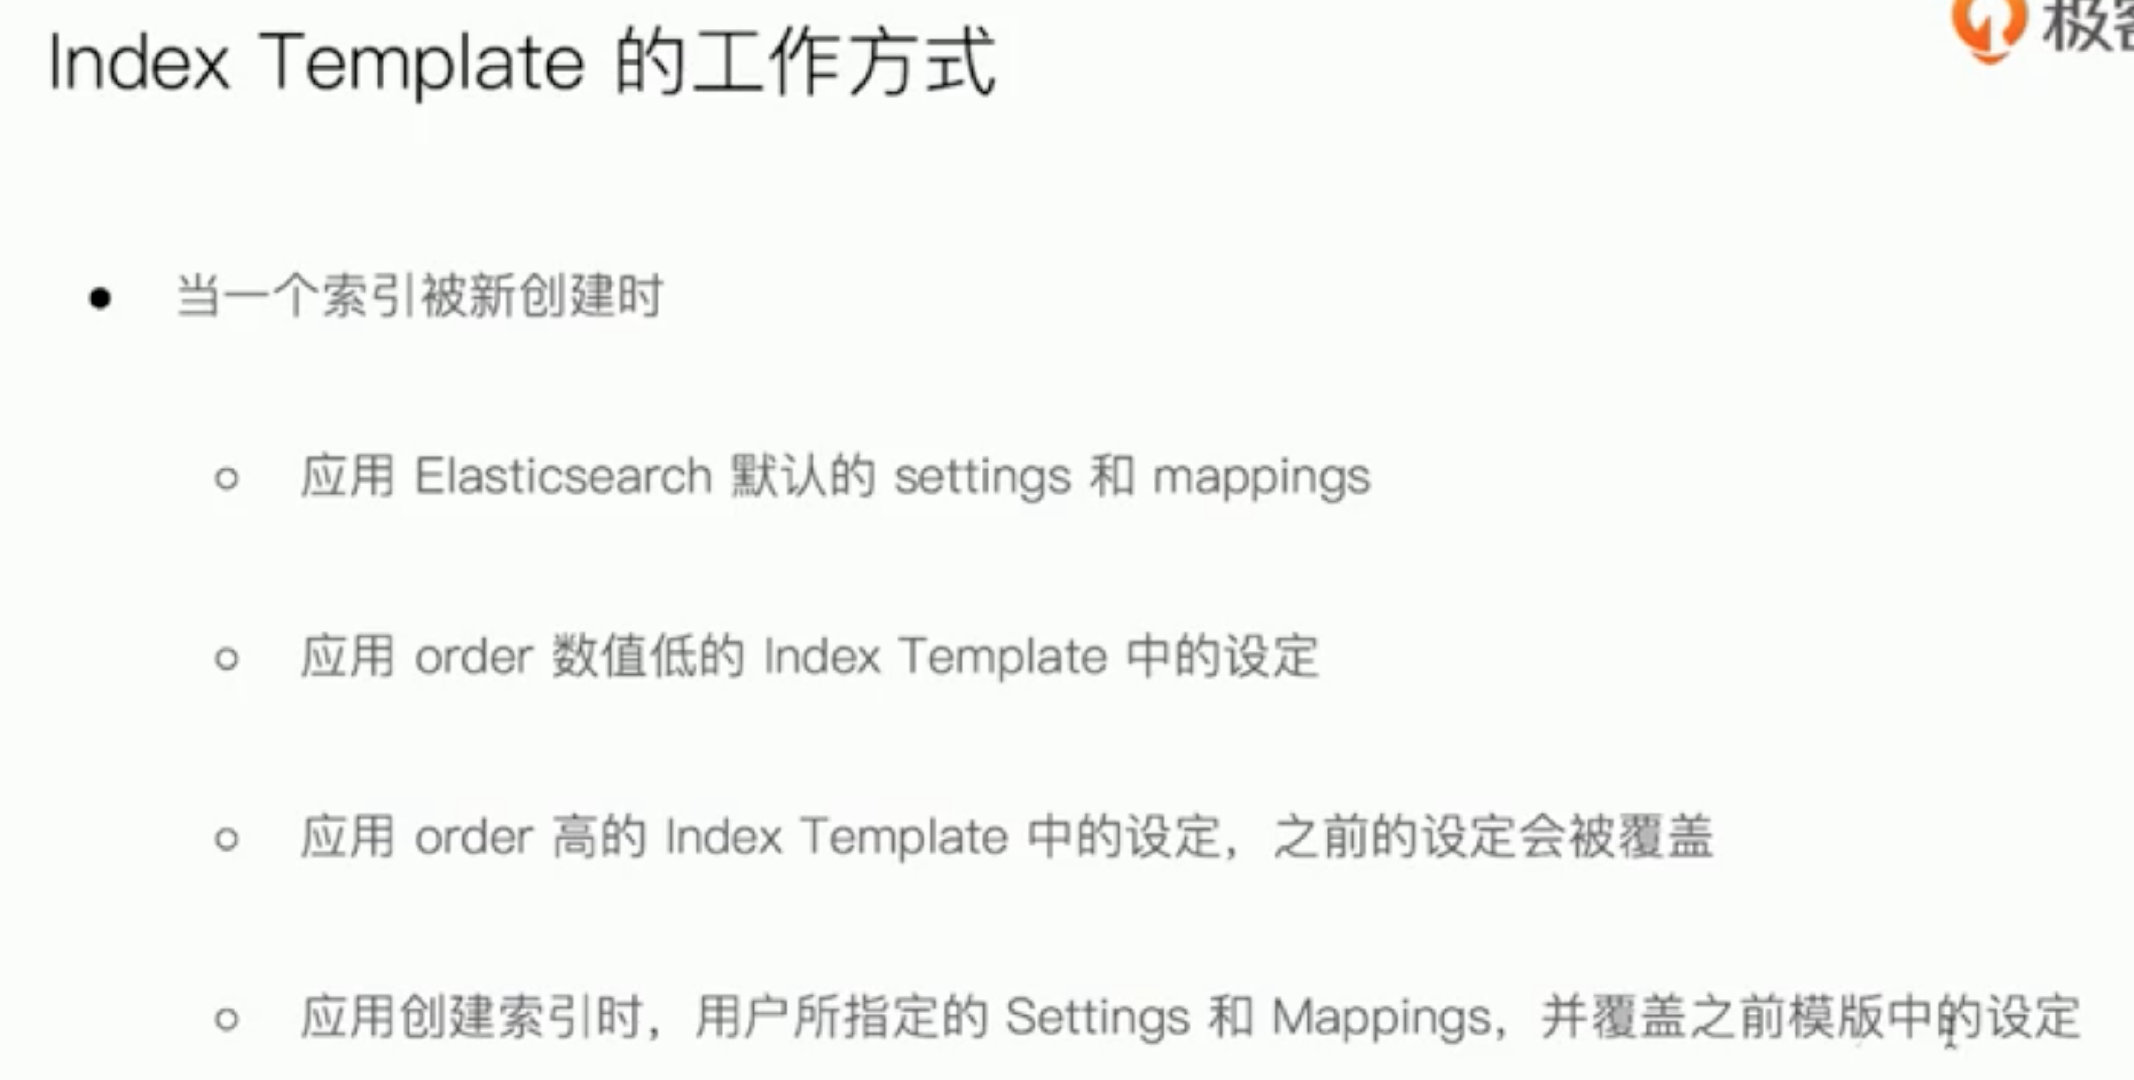 Index Template 的工作方式
极客
当一个索引被新创建时
应用 Elasticsearch 默认的 settings 和 mappings
应用 order 数值低的 Index Template 中的设定
应用 order 高的 Index Template 中的设定，之前的设定会被覆盖
应用创建索引时，用户所指定的 Settings 和 Mappings，并覆盖之前模版中的设定